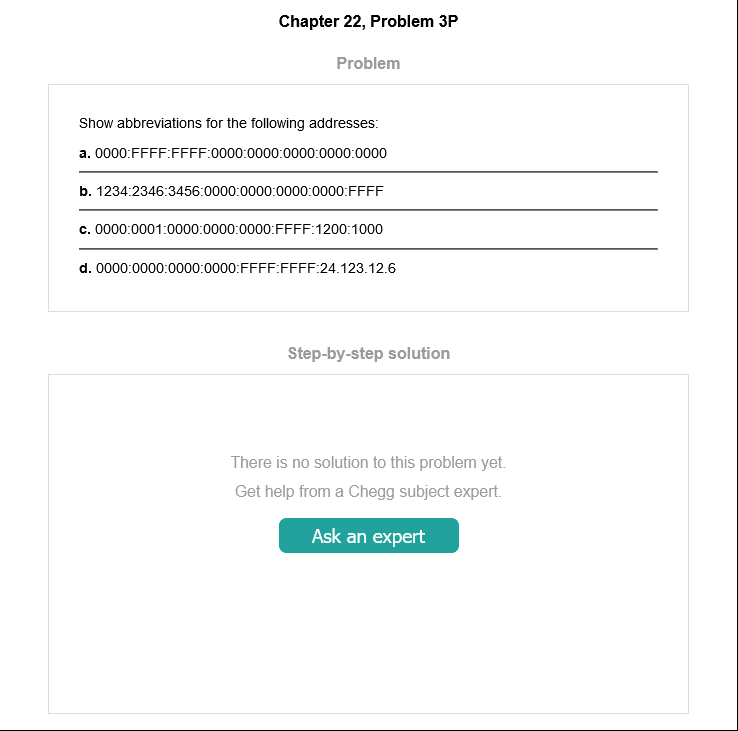 Chapter 22, Problem 3P
Problem
Show abbreviations for the following addresses:
a. 0000:FFFF:FFFF:0000:0000:0000:0000:0000
b. 1234:2346:3456:0000:0000:0000:0000:FFFF
c. 0000:0001:0000:0000:0000:FFFF:1200:1000
d. 0000:0000:0000:0000:FFFF:FFFF:24.123.12.6
Step-by-step solution
There is no solution to this problem yet.
Get help from a Chegg subject expert.
Ask an expert